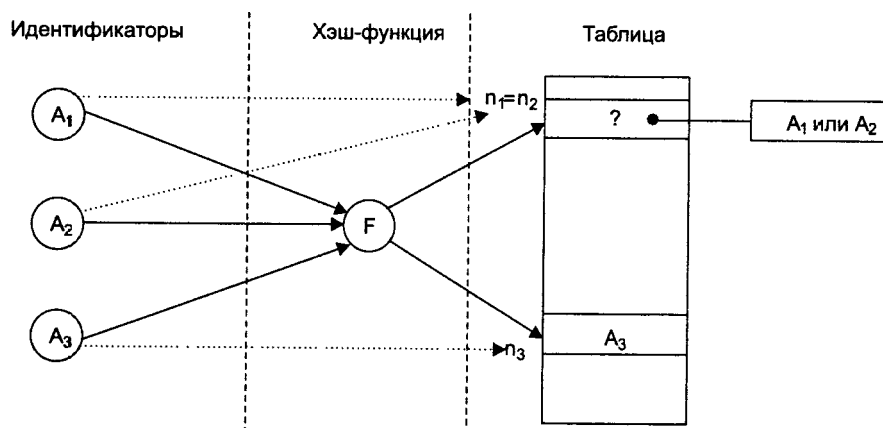 Идентификаторы
Хэш-функция
Таблица
A₁
n₁=n₂
?
A₁ или A₂
A₂
F
A₃
n₃
A₃